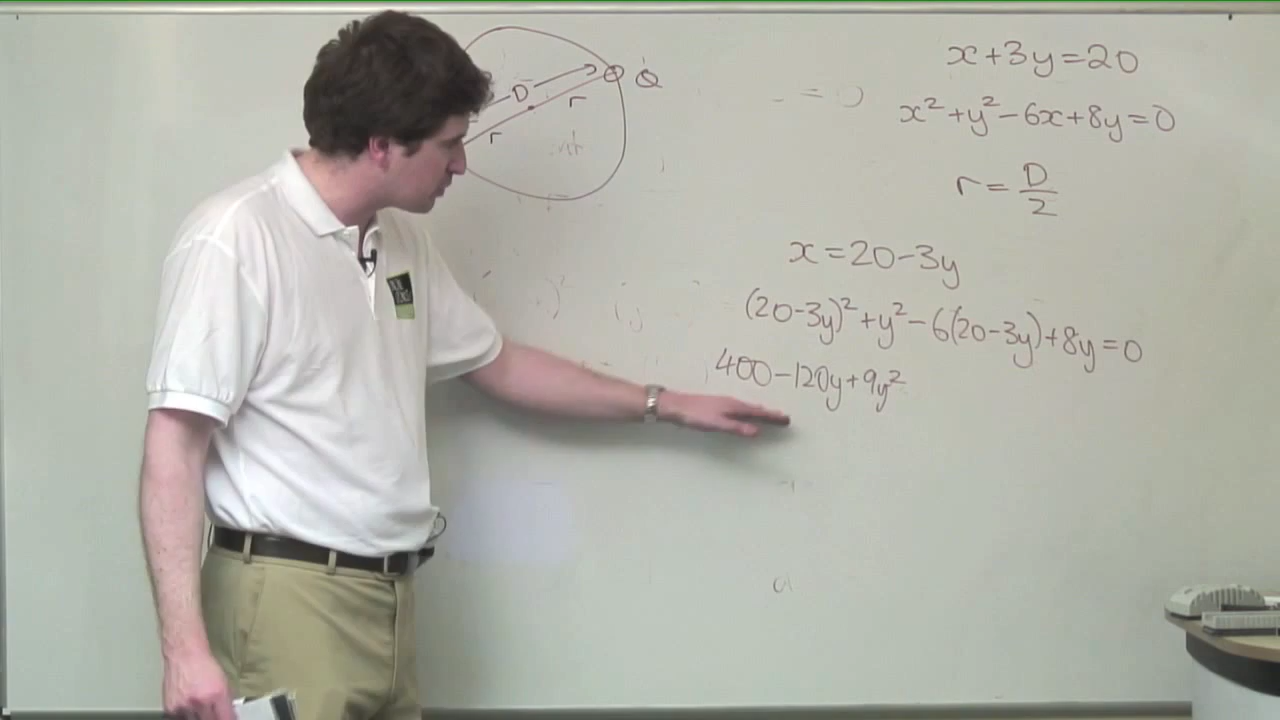 D
r
r
Q
= 0
x+3y=20
x²+y²-6x+8y=0
r=D/2
x=20-3y
(20-3y)²+y²-6(20-3y)+8y=0
400-120y+9y²